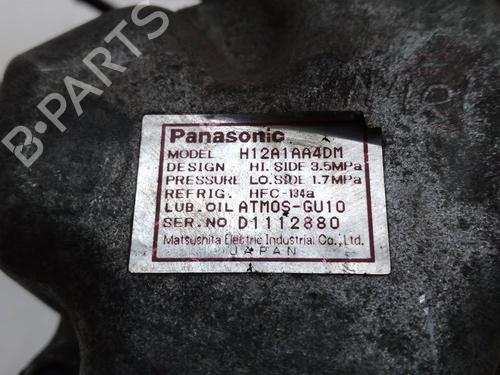 Panasonic
MODEL H12A1AA4DM
DESIGN HI.SIDE 3.5MPa
PRESSURE LO.SIDE 1.7MPa
REFRIG. HFC-134a
LUB. OIL ATMOS-GU10
SER.NO D1112880
Matsushita Electric Industrial Co., Ltd.
JAPAN